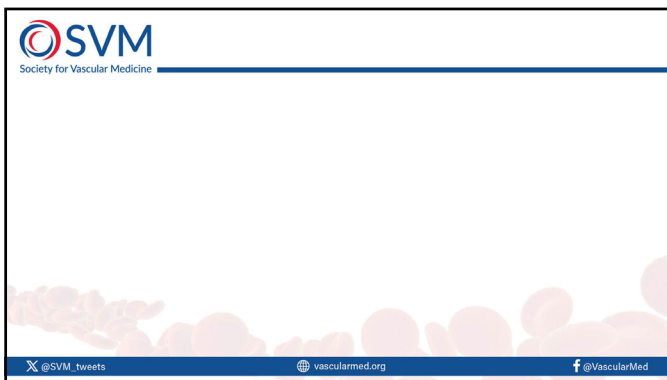 SVM
Society for Vascular Medicine
@SVM_tweets
vascularmed.org
@VascularMed